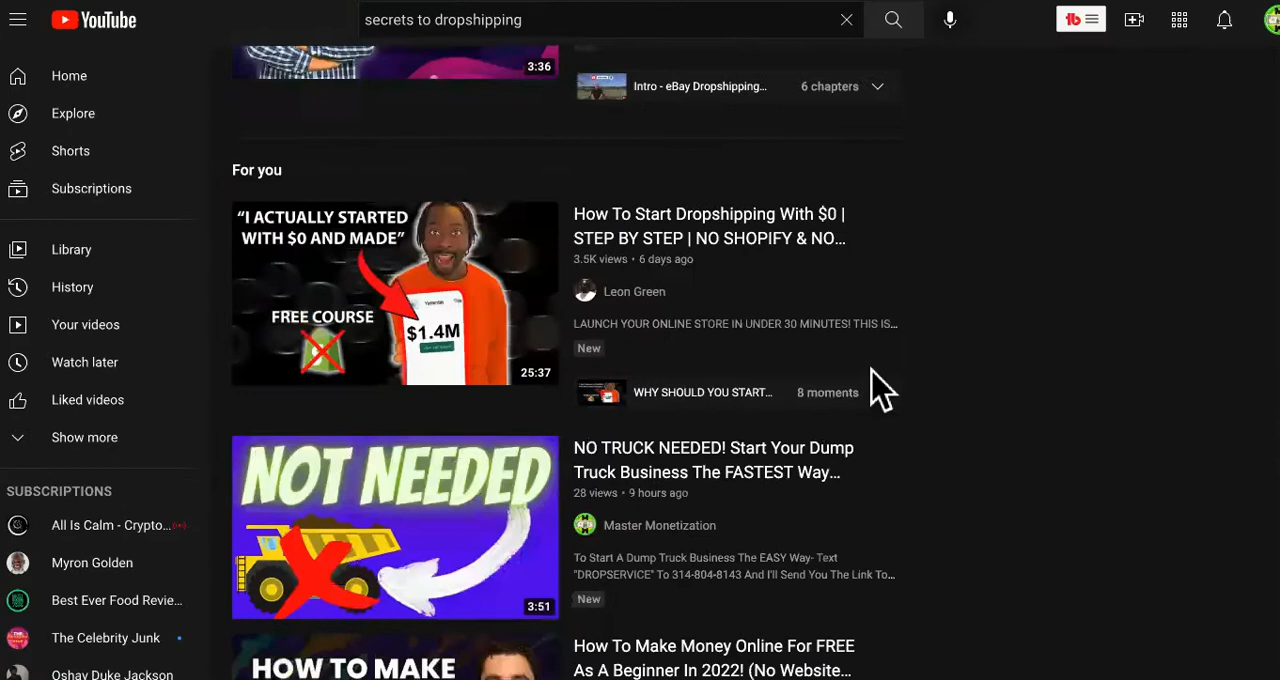 YouTube
secrets to dropshipping
Home
Explore
Shorts
Subscriptions
Library
History
Your videos
Watch later
Liked videos
Show more
SUBSCRIPTIONS
All Is Calm - Crypto...
Myron Golden
Best Ever Food Revie...
The Celebrity Junk
Oshay Duke Jackson
3:36
Intro - eBay Dropshipping...
6 chapters
For you
"I ACTUALLY STARTED
WITH $0 AND MADE"
FREE COURSE
$1.4M
25:37
How To Start Dropshipping With $0 |
STEP BY STEP | NO SHOPIFY & NO...
3.5K views • 6 days ago
Leon Green
LAUNCH YOUR ONLINE STORE IN UNDER 30 MINUTES! THIS IS...
New
WHY SHOULD YOU START...
8 moments
NOT NEEDED
3:51
NO TRUCK NEEDED! Start Your Dump
Truck Business The FASTEST Way...
28 views • 9 hours ago
Master Monetization
To Start A Dump Truck Business The EASY Way- Text
"DROPSERVICE" To 314-804-8143 And I'll Send You The Link To...
New
HOW TO MAKE
How To Make Money Online For FREE
As A Beginner In 2022! (No Website...